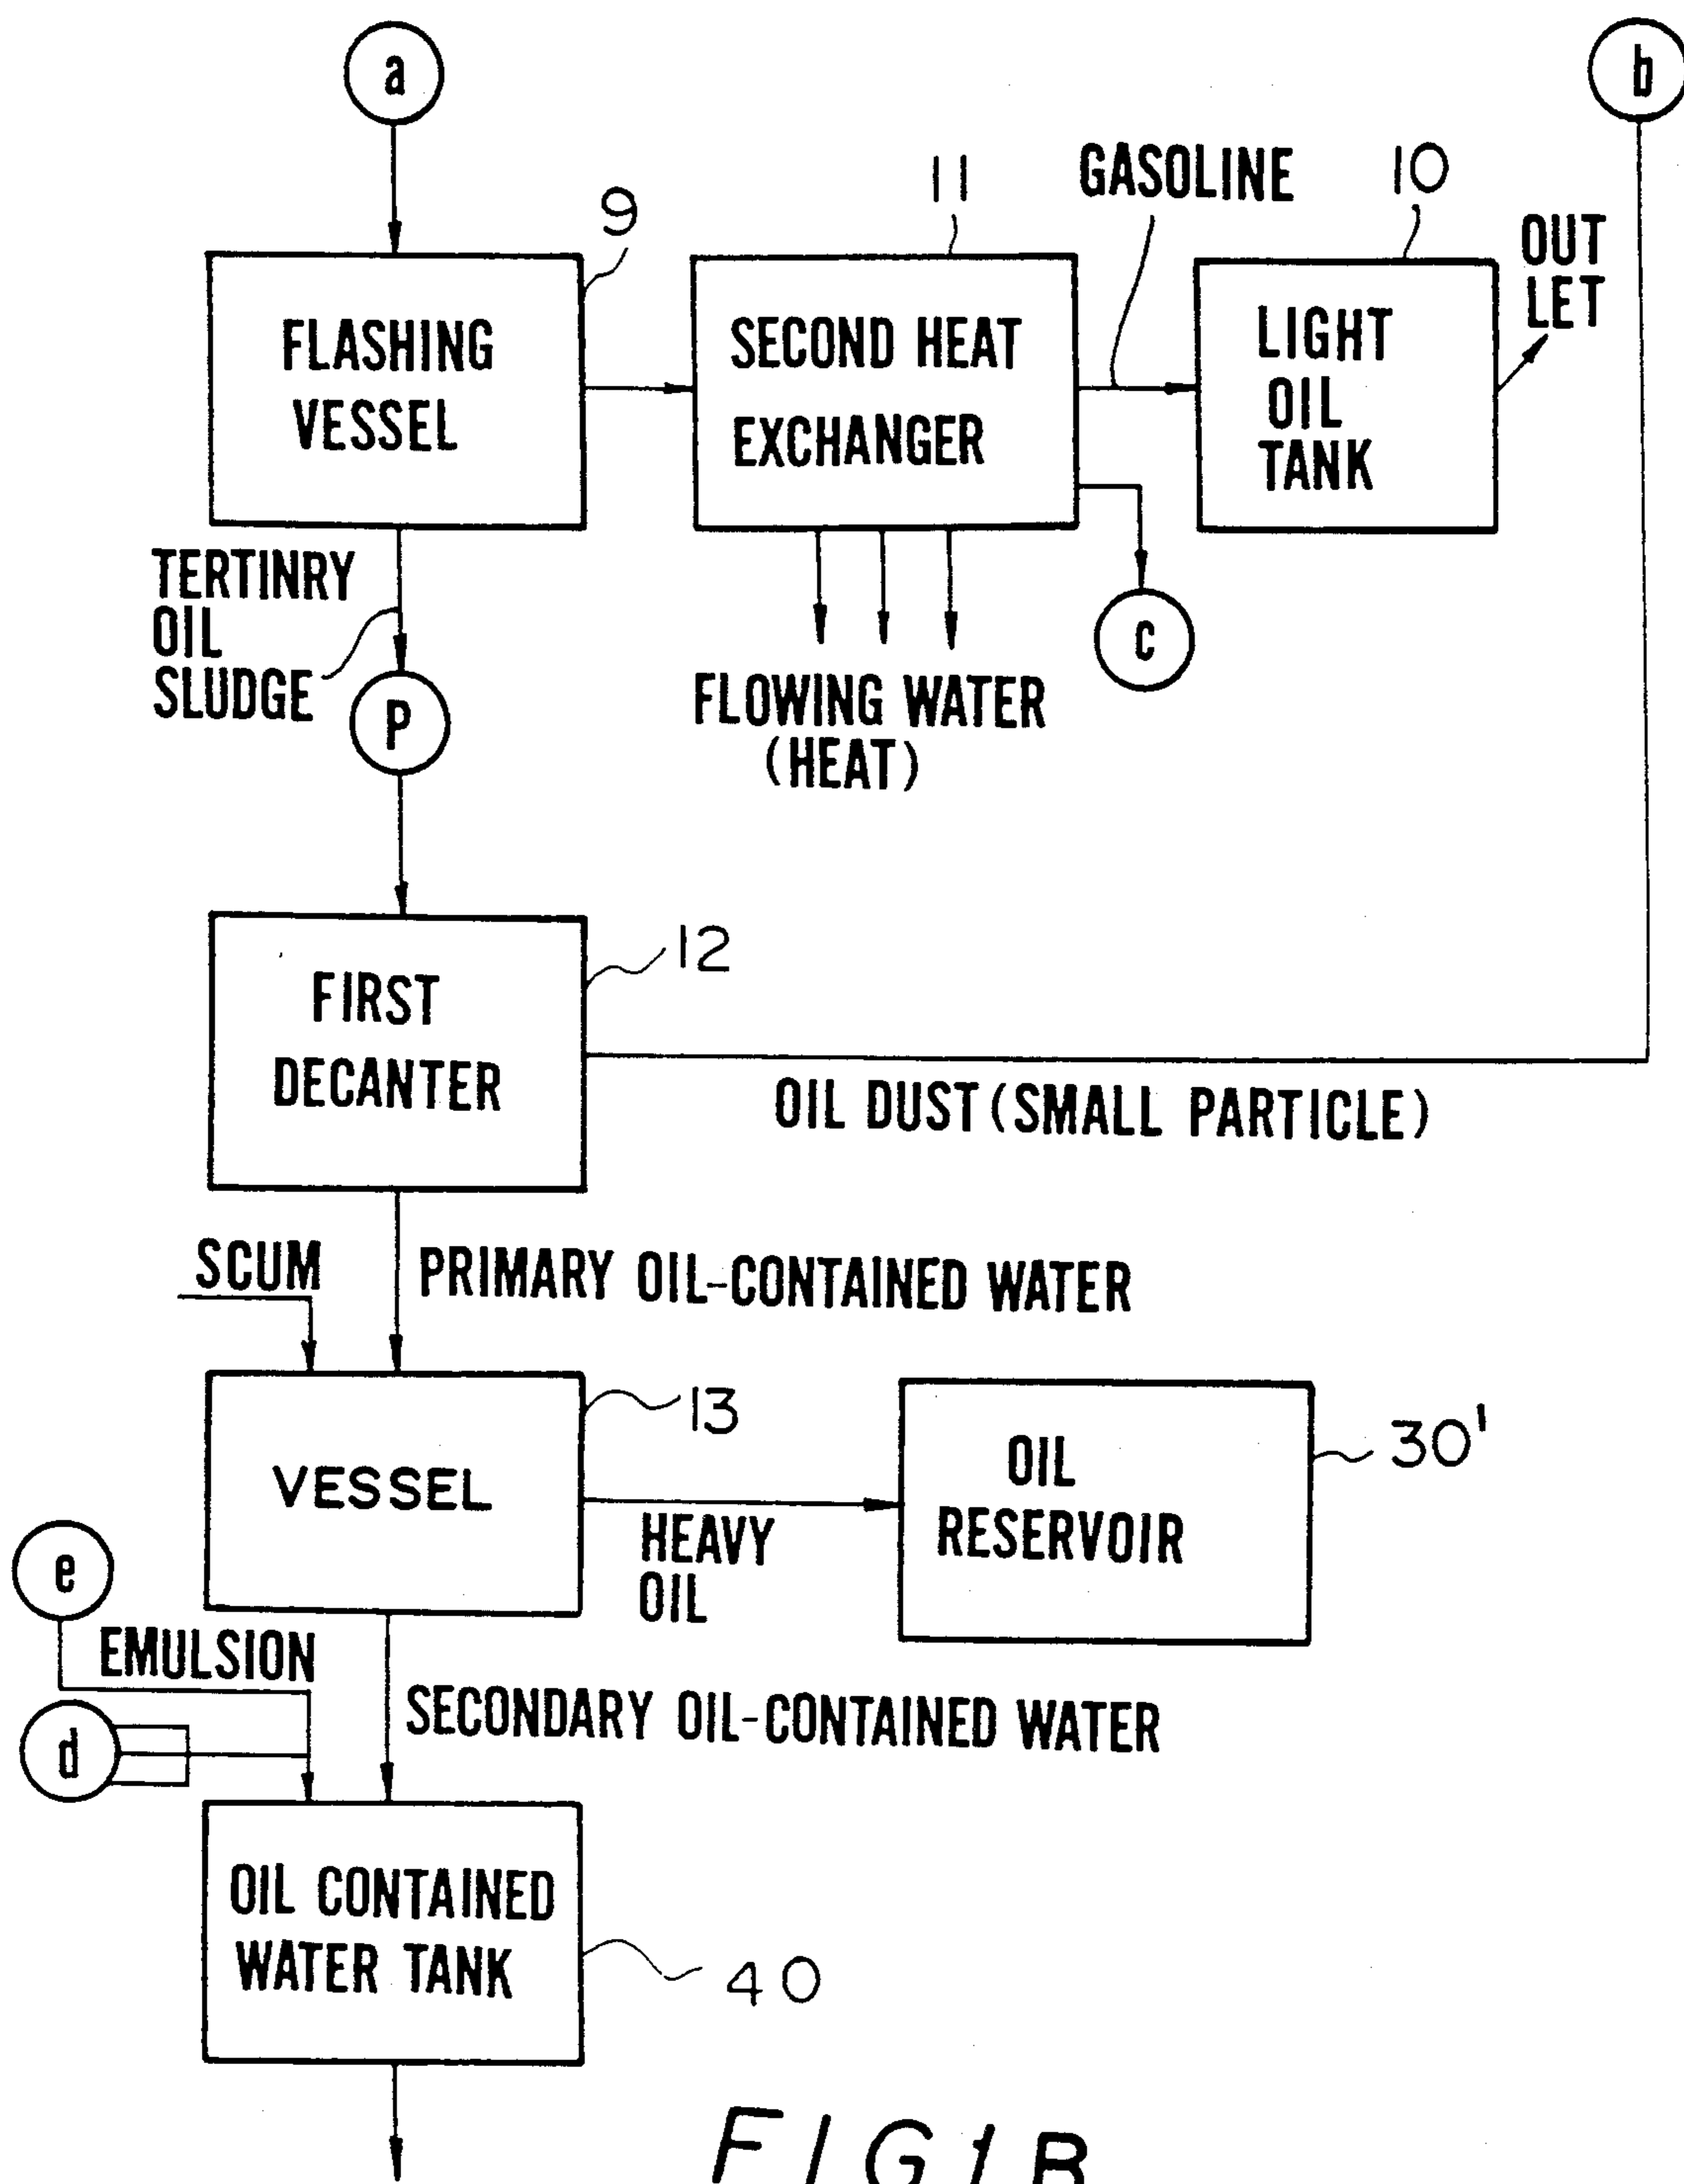 a
b
9
11
GASOLINE
10
OUT
LET
FLASHING
VESSEL
SECOND HEAT
EXCHANGER
LIGHT
OIL
TANK
TERTINRY
OIL
SLUDGE
P
C
FLOWING WATER
(HEAT)
FIRST
DECANTER
12
OIL DUST (SMALL PARTICLE)
SCUM
PRIMARY OIL-CONTAINED WATER
VESSEL
13
HEAVY
OIL
OIL
RESERVOIR
30'
e
EMULSION
d
SECONDARY OIL-CONTAINED WATER
OIL CONTAINED
WATER TANK
40
FIG1B